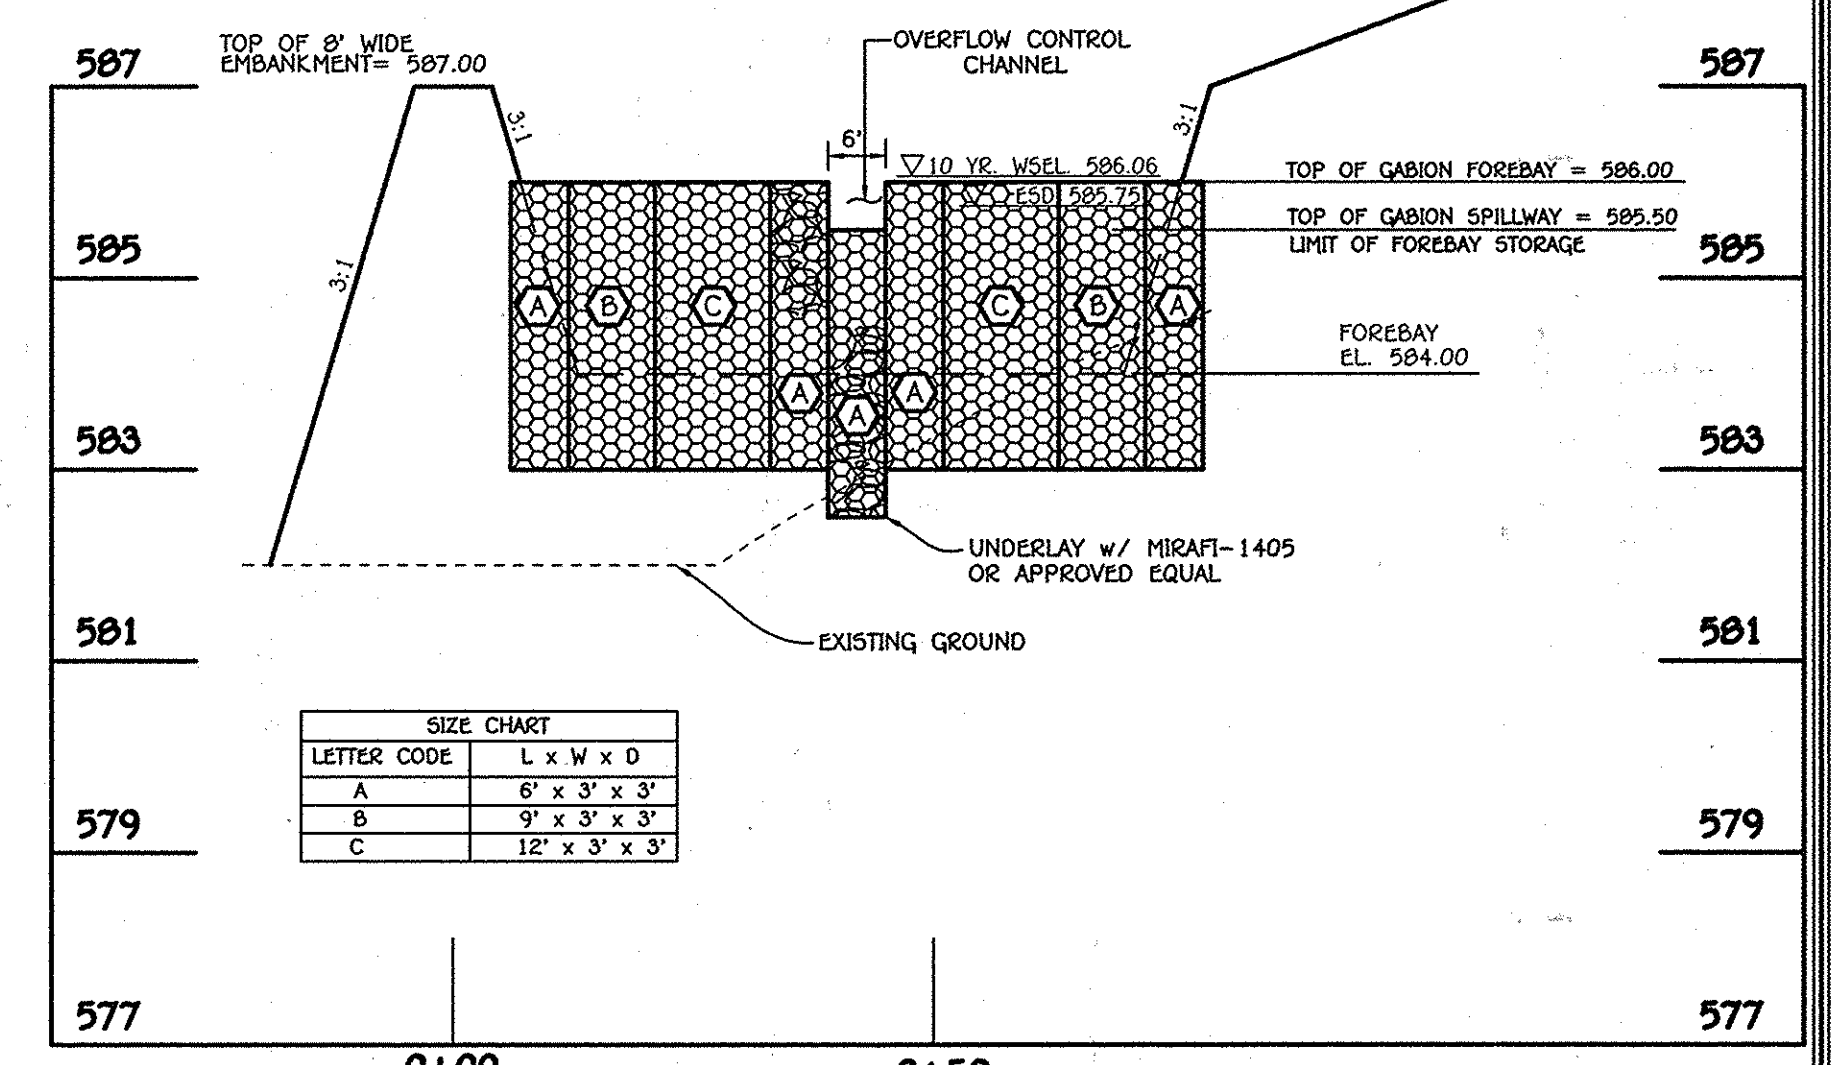 587
TOP OF 8' WIDE
EMBANKMENT= 587.00
OVERFLOW CONTROL
CHANNEL
587
3:1
3:1
6'
10 YR. WSEL. 586.06
TOP OF GABION FOREBAY = 586.00
ESD 585.75
TOP OF GABION SPILLWAY = 585.50
LIMIT OF FOREBAY STORAGE
585
585
3:1
A
B
C
C
B
A
FOREBAY
EL. 584.00
A
A
A
583
583
UNDERLAY w/ MIRAFI-1405
OR APPROVED EQUAL
581
EXISTING GROUND
581
SIZE CHART
LETTER CODE L x W x D
A 6' x 3' x 3'
B 9' x 3' x 3'
C 12' x 3' x 3'
579
579
577
577